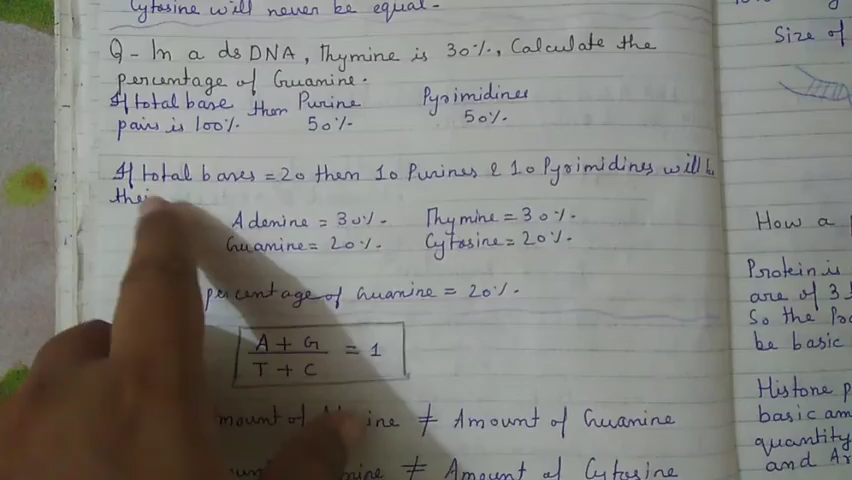 Cytosine will never be equal.
Q- In a ds DNA, Thymine is 30%, Calculate the
percentage of Guanine.
If total base then Purine Pyrimidines
pairs is 100% 50% 50%
If total bases = 20 then 10 Purines & 10 Pyrimidines will be
Adenine = 30% Thymine = 30%
Guanine = 20% Cytosine = 20%
percentage of Guanine = 20%.
A + G
= 1
T + C
mount of ine ≠ Amount of Guanine
≠ Amount of Cytosine
Size of
How a
Protein is
are of 3
So the
be basic
Histone p
basic am
quantity
and Ar